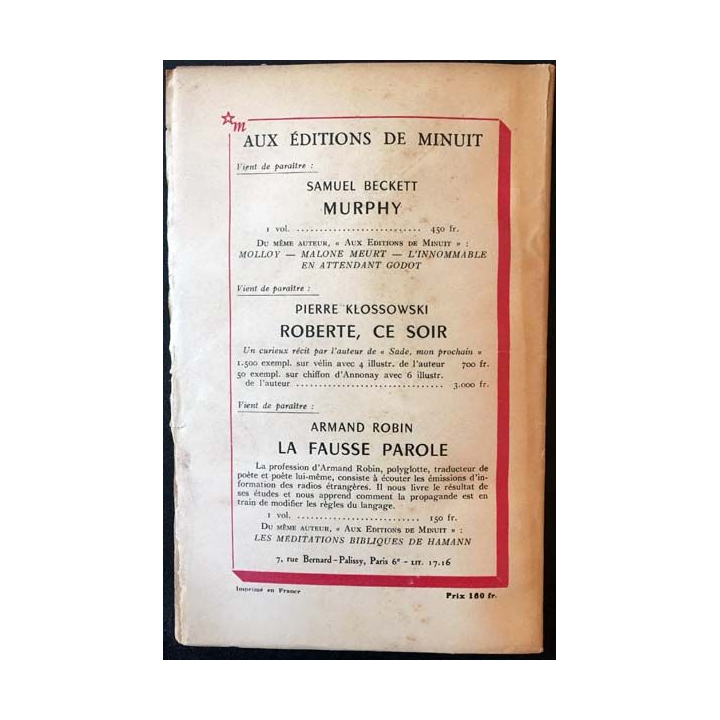 m
AUX ÉDITIONS DE MINUIT
Vient de paraître :
SAMUEL BECKETT
MURPHY
1 vol. .......................... 450 fr.
DU MÊME AUTEUR, « AUX EDITIONS DE MINUIT » :
MOLLOY — MALONE MEURT — L'INNOMMABLE
EN ATTENDANT GODOT
Vient de paraître :
PIERRE KLOSSOWSKI
ROBERTE, CE SOIR
Un curieux récit par l'auteur de « Sade, mon prochain »
1.500 exempl. sur vélin avec 4 illustr. de l'auteur 700 fr.
50 exempl. sur chiffon d'Annonay avec 6 illustr.
de l'auteur ............................... 3.000 fr.
Vient de paraître :
ARMAND ROBIN
LA FAUSSE PAROLE
La profession d'Armand Robin, polyglotte, traducteur de
poète et poète lui-même, consiste à écouter les émissions d'in-
formation des radios étrangères. Il nous livre le résultat de
ses études et nous apprend comment la propagande est en
train de modifier les règles du langage.
1 vol. .......................... 150 fr.
DU MÊME AUTEUR, « AUX EDITIONS DE MINUIT » :
LES MÉDITATIONS BIBLIQUES DE HAMANN
7, rue Bernard-Palissy, Paris 6e - LIT. 17.16
Imprimé en France
Prix 180 fr.